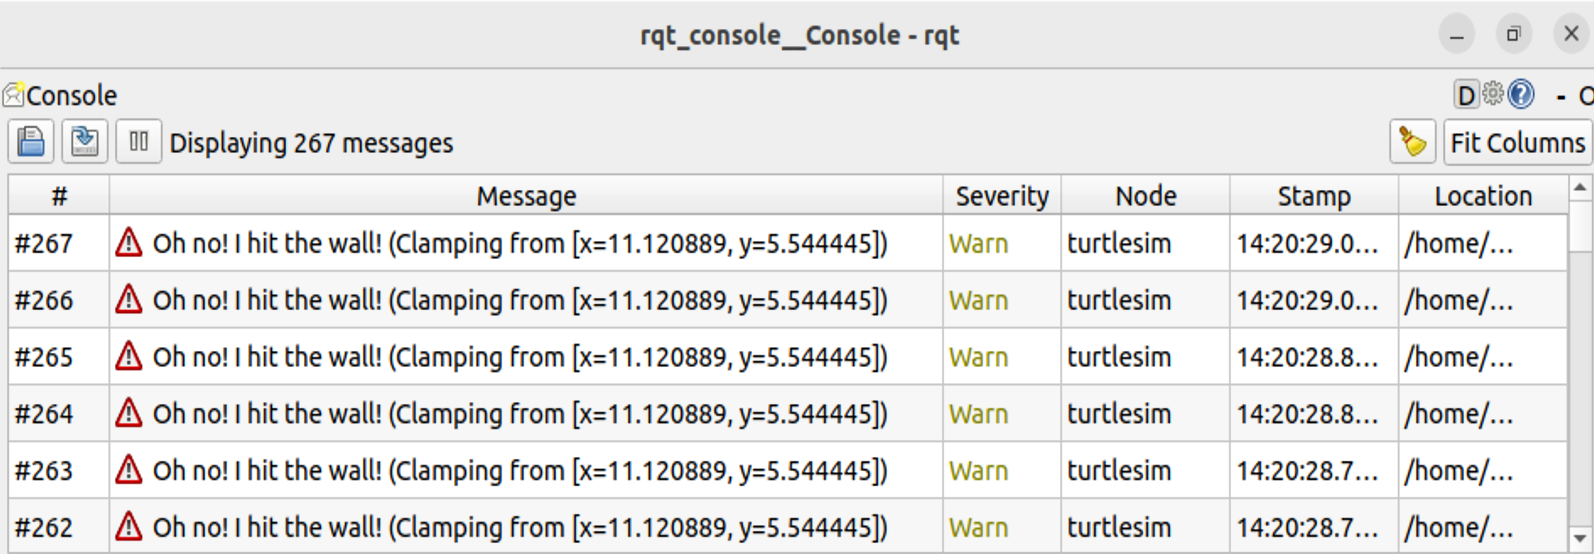 rqt_console__Console - rqt
Console D - O
Displaying 267 messages Fit Columns
# Message Severity Node Stamp Location
#267 Oh no! I hit the wall! (Clamping from [x=11.120889, y=5.544445]) Warn turtlesim 14:20:29.0... /home/...
#266 Oh no! I hit the wall! (Clamping from [x=11.120889, y=5.544445]) Warn turtlesim 14:20:29.0... /home/...
#265 Oh no! I hit the wall! (Clamping from [x=11.120889, y=5.544445]) Warn turtlesim 14:20:28.8... /home/...
#264 Oh no! I hit the wall! (Clamping from [x=11.120889, y=5.544445]) Warn turtlesim 14:20:28.8... /home/...
#263 Oh no! I hit the wall! (Clamping from [x=11.120889, y=5.544445]) Warn turtlesim 14:20:28.7... /home/...
#262 Oh no! I hit the wall! (Clamping from [x=11.120889, y=5.544445]) Warn turtlesim 14:20:28.7... /home/...